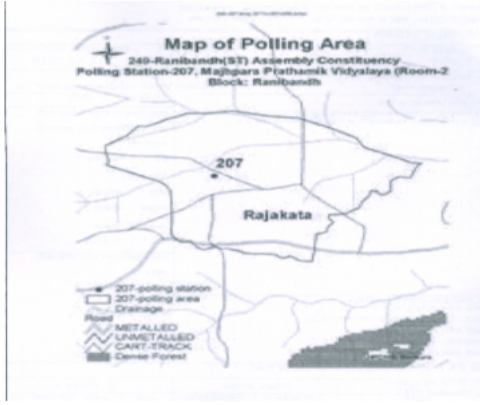 Map of Polling Area
249-Ranibandh(ST) Assembly Constituency
Polling Station-207, Majhgara Prathamik Vidyalaya (Room-2
Block: Ranibandh
207
Rajakata
207-polling station
207-polling area
Drainage
Road
METALLED
UNMETALLED
CART-TRACK
Dense Forest